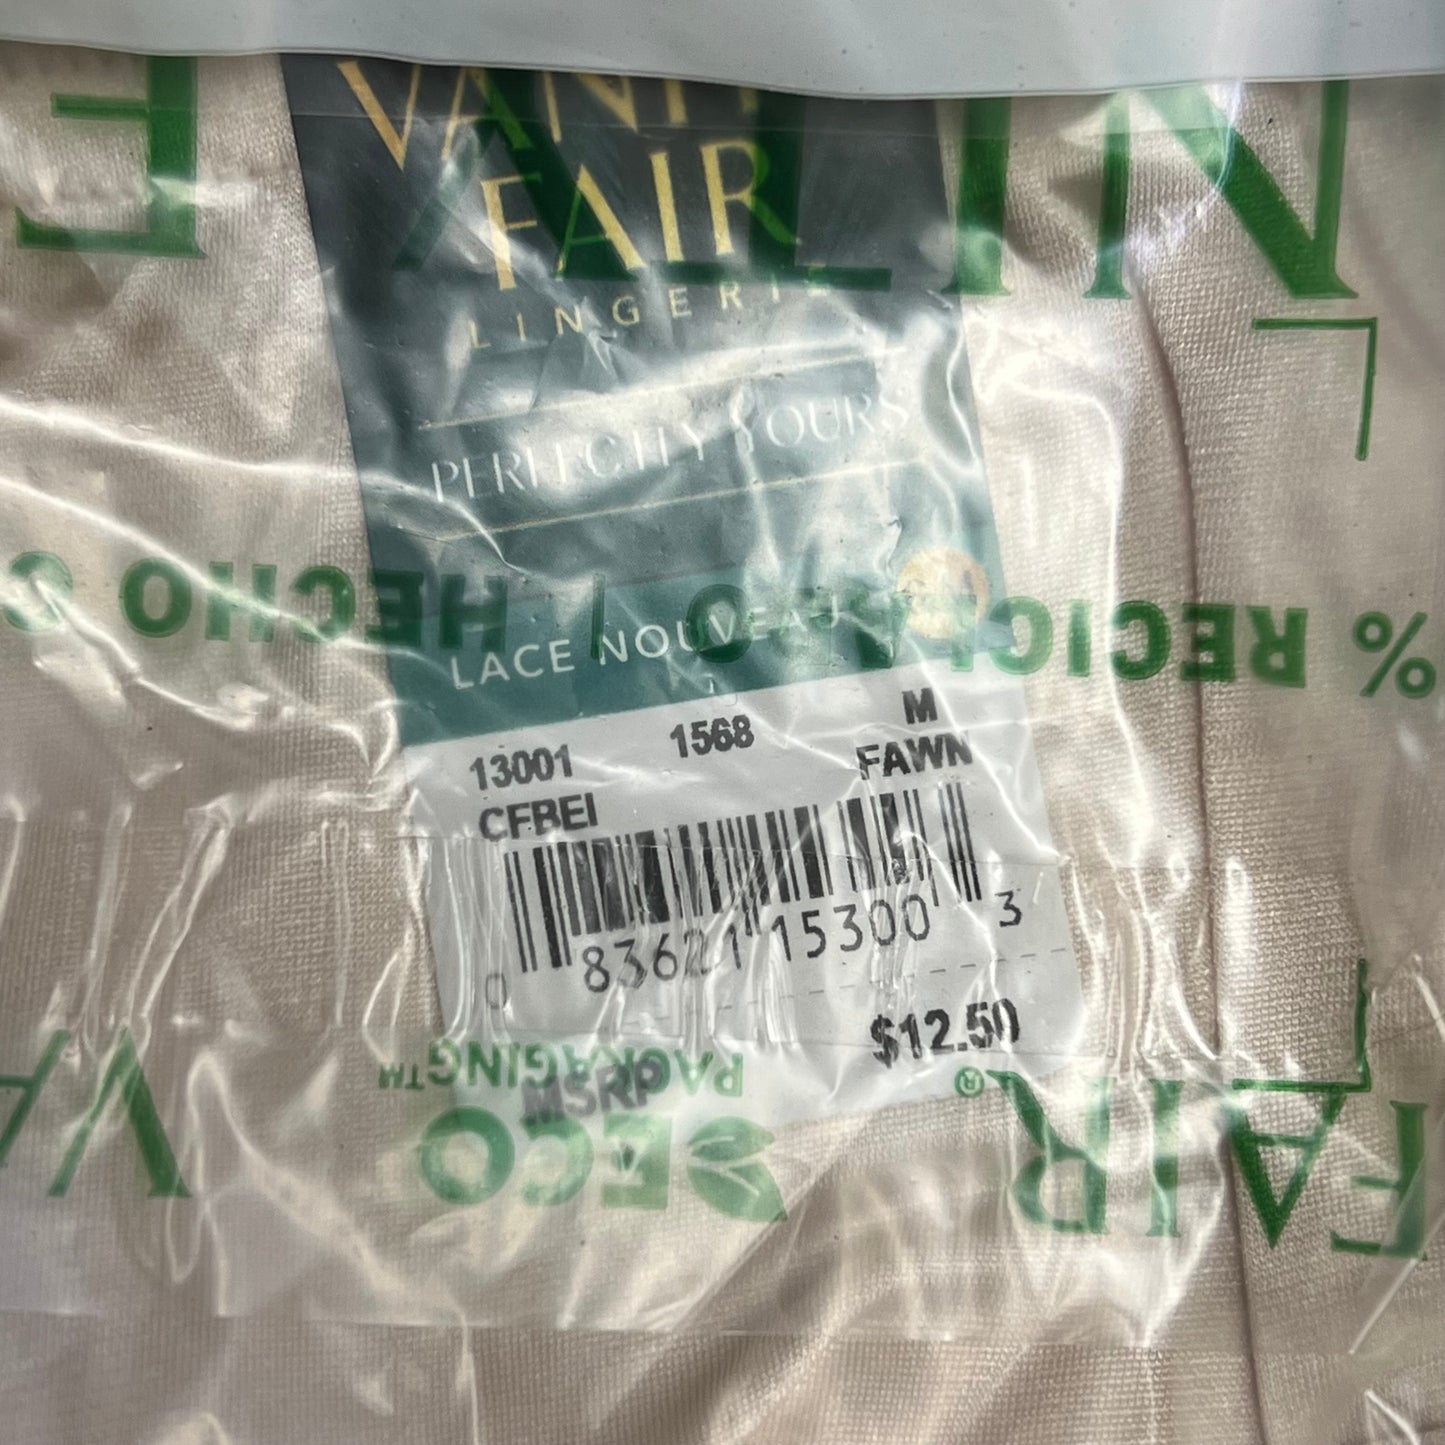 VANITY
FAIR
LINGERIE
PERFECTLY YOURS
LACE NOUVEAU
13001 1568 M
CFBEI FAWN
0 83621 15300 3
$12.50
MSRP
% RECICLADO / HECHO
ECO
PACKAGING™
FAIR®